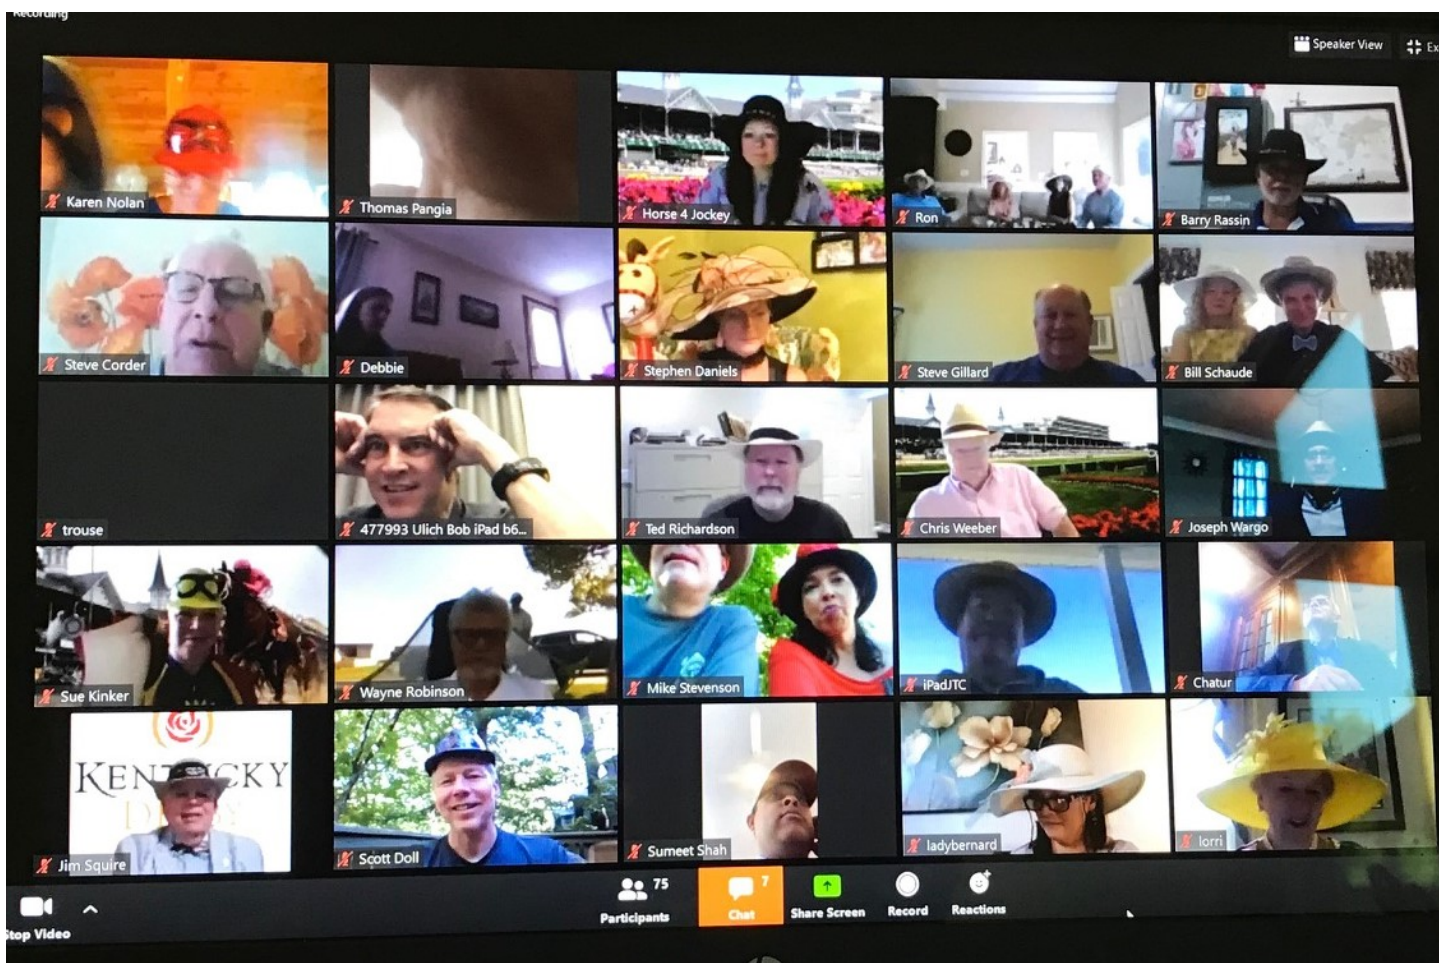 Recording
Speaker View
Karen Nolan
Thomas Pangia
Horse 4 Jockey
Ron
Barry Rassin
Steve Corder
Debbie
Stephen Daniels
Steve Gillard
Bill Schaude
trouse
477993 Ulich Bob iPad b6...
Ted Richardson
Chris Weeber
Joseph Wargo
Sue Kinker
Wayne Robinson
Mike Stevenson
iPadJTC
Chatur
KENTUCKY
Jim Squire
Scott Doll
Sumeet Shah
ladybernard
lorri
Stop Video
75
Participants
7
Chat
Share Screen
Record
Reactions